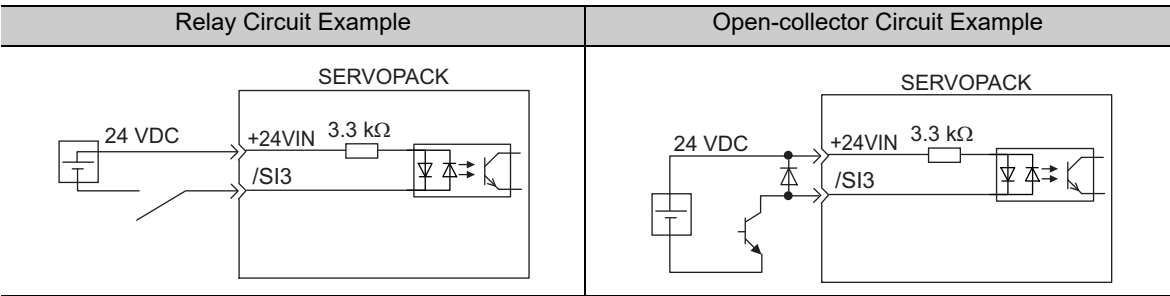 Relay Circuit Example
Open-collector Circuit Example
SERVOPACK
24 VDC
+24VIN
3.3 kΩ
/SI3
SERVOPACK
24 VDC
+24VIN
3.3 kΩ
/SI3